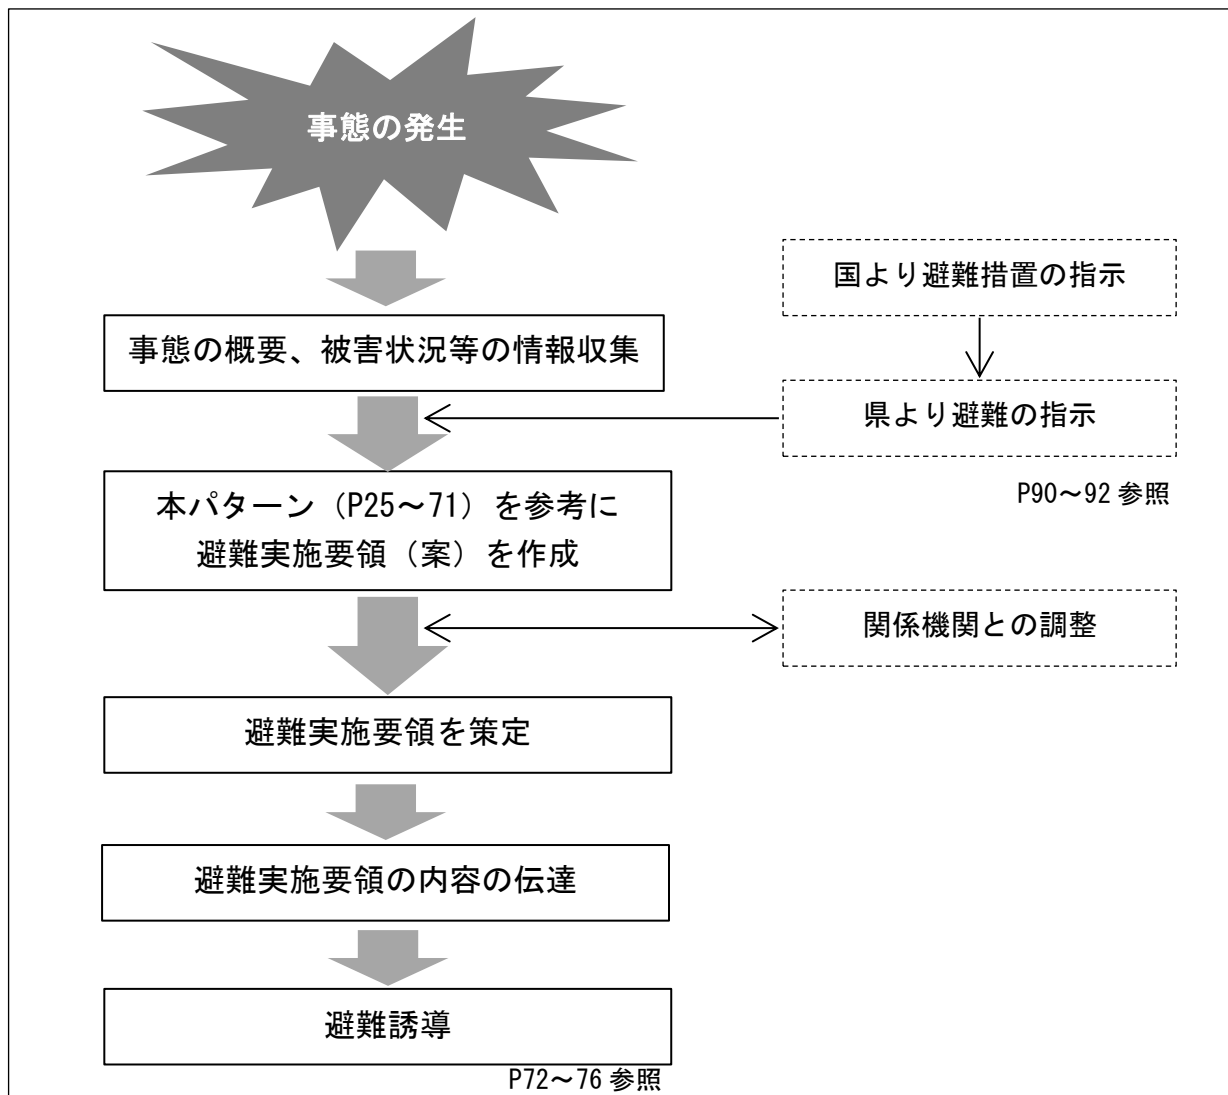 事態の発生
国より避難措置の指示
事態の概要、被害状況等の情報収集
県より避難の指示
P90～92 参照
本パターン（P25～71）を参考に
避難実施要領（案）を作成
関係機関との調整
避難実施要領を策定
避難実施要領の内容の伝達
避難誘導
P72～76 参照